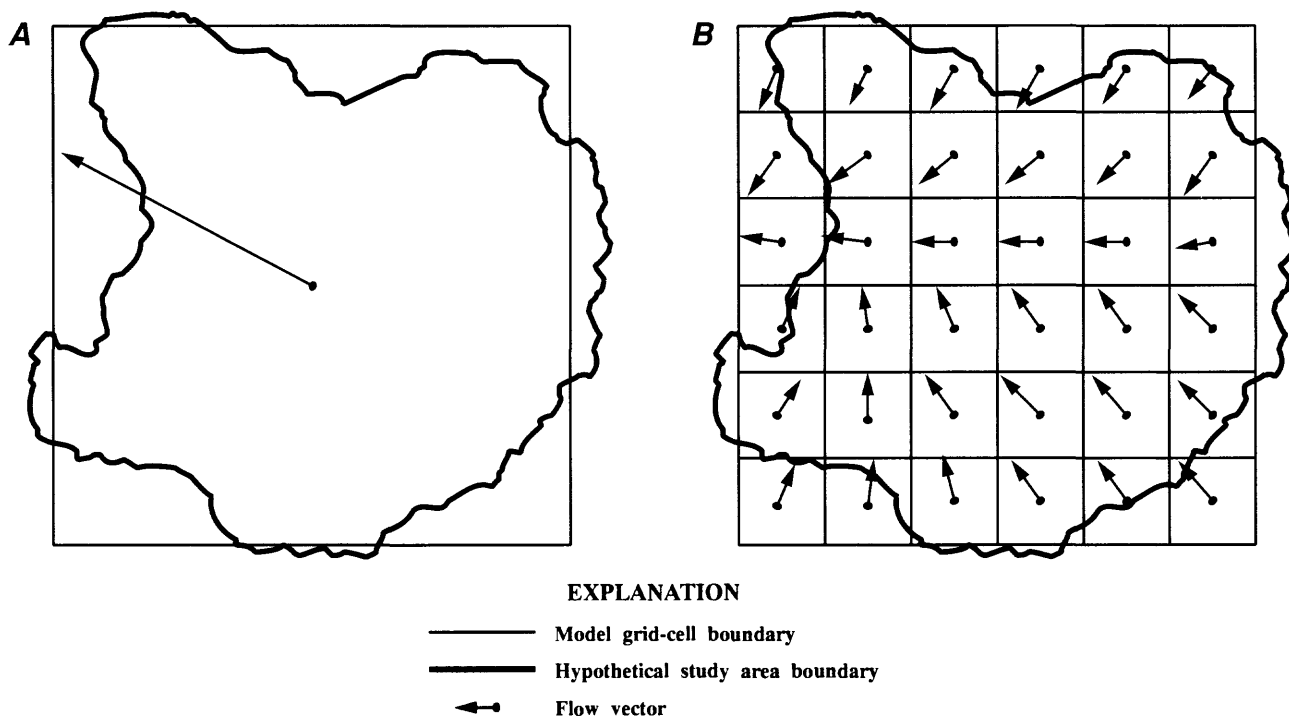 A
B
EXPLANATION
Model grid-cell boundary
Hypothetical study area boundary
Flow vector